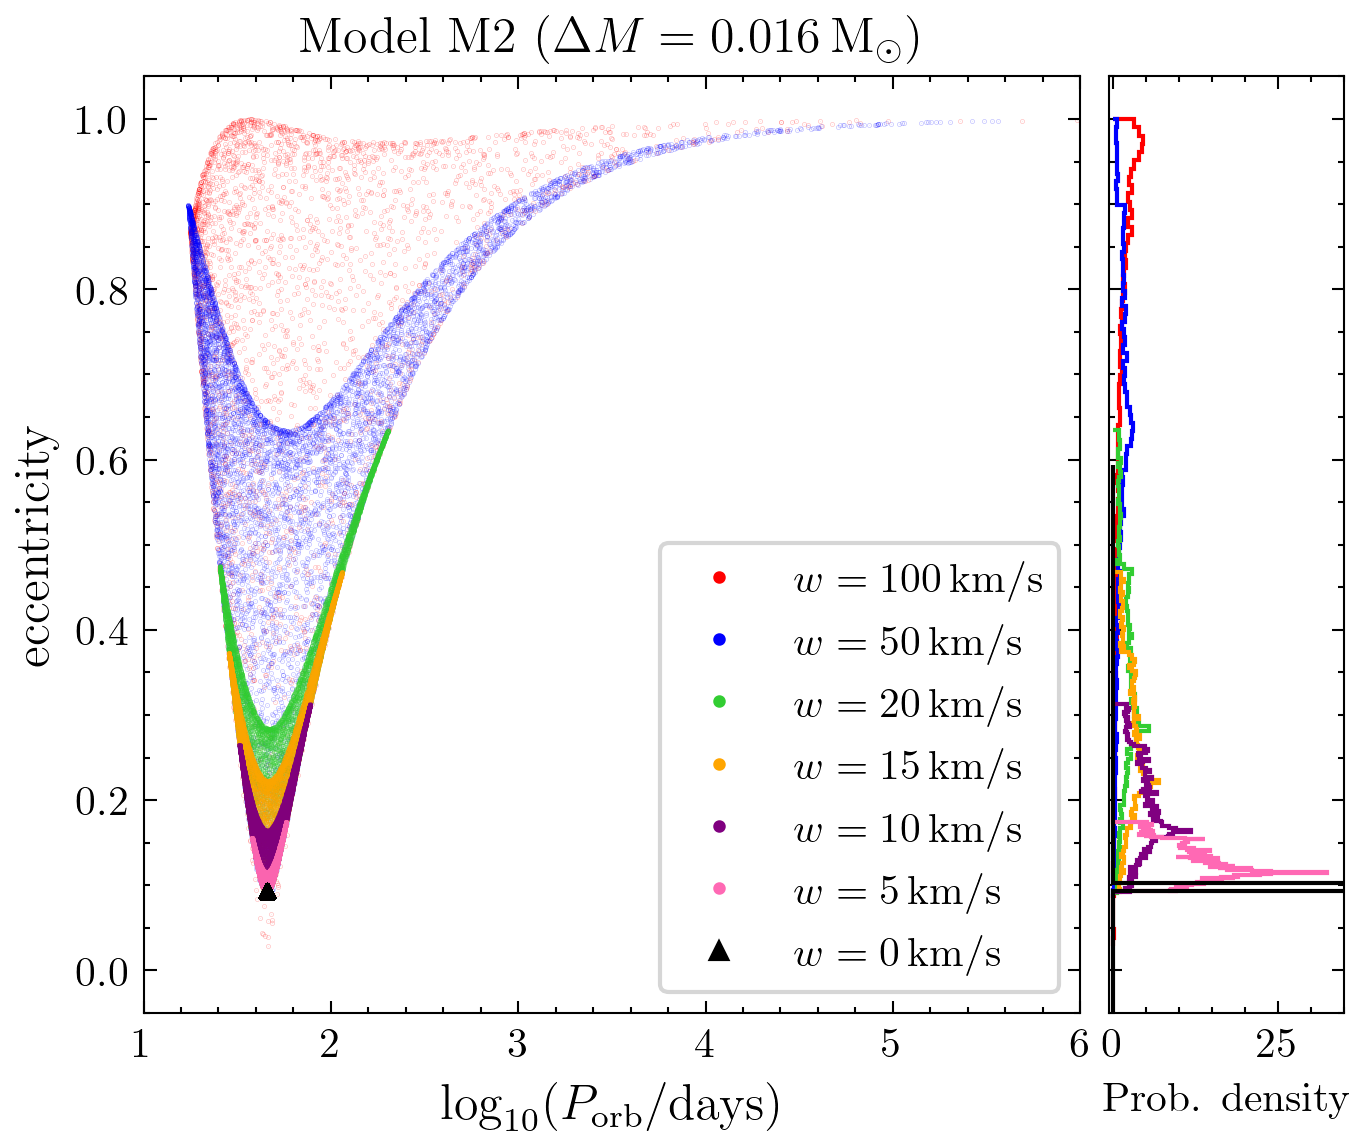 Model M2 (ΔM = 0.016 M⊙)
1.0
0.8
0.6
0.4
0.2
0.0
eccentricity
w = 100 km/s
w = 50 km/s
w = 20 km/s
w = 15 km/s
w = 10 km/s
w = 5 km/s
w = 0 km/s
1 2 3 4 5 6 0 25
log₁₀(P_orb/days)
Prob. density